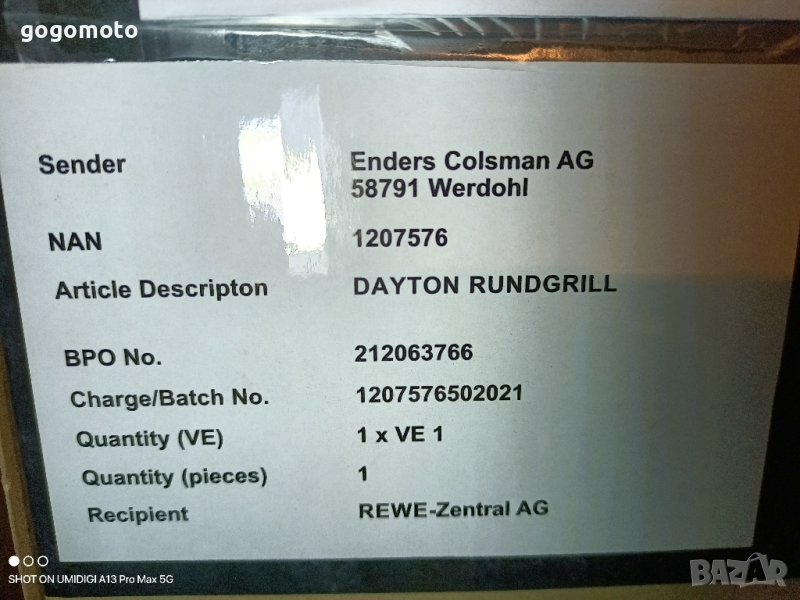 gogomoto
Sender Enders Colsman AG
58791 Werdohl
NAN 1207576
Article Descripton DAYTON RUNDGRILL
BPO No. 212063766
Charge/Batch No. 1207576502021
Quantity (VE) 1 x VE 1
Quantity (pieces) 1
Recipient REWE-Zentral AG
SHOT ON UMIDIGI A13 Pro Max 5G
BAZAR